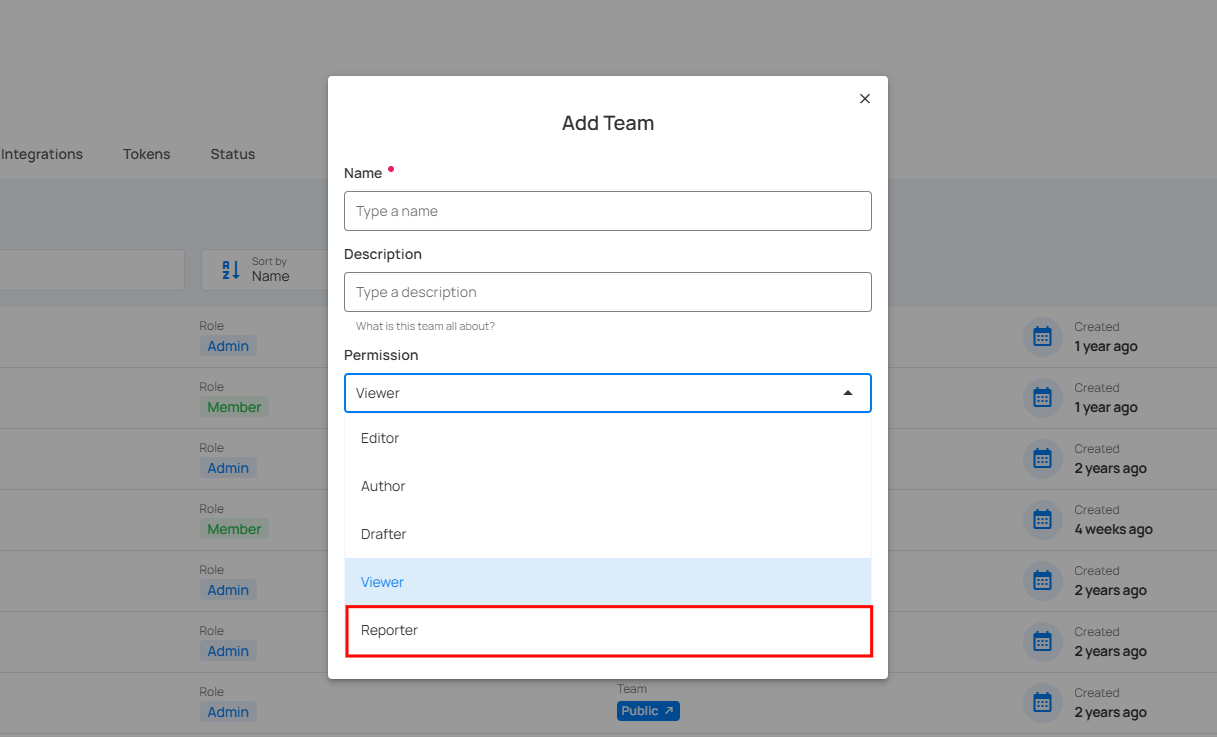 Add Team
Integrations Tokens Status
Name
Type a name
Description
Sort by
Name
Type a description
What is this team all about?
Permission
Viewer
Editor
Author
Drafter
Viewer
Reporter
Role
Admin
Created
1 year ago
Role
Member
Created
1 year ago
Role
Admin
Created
2 years ago
Role
Member
Created
4 weeks ago
Role
Admin
Created
2 years ago
Role
Admin
Created
2 years ago
Role
Admin
Team
Public
Created
2 years ago